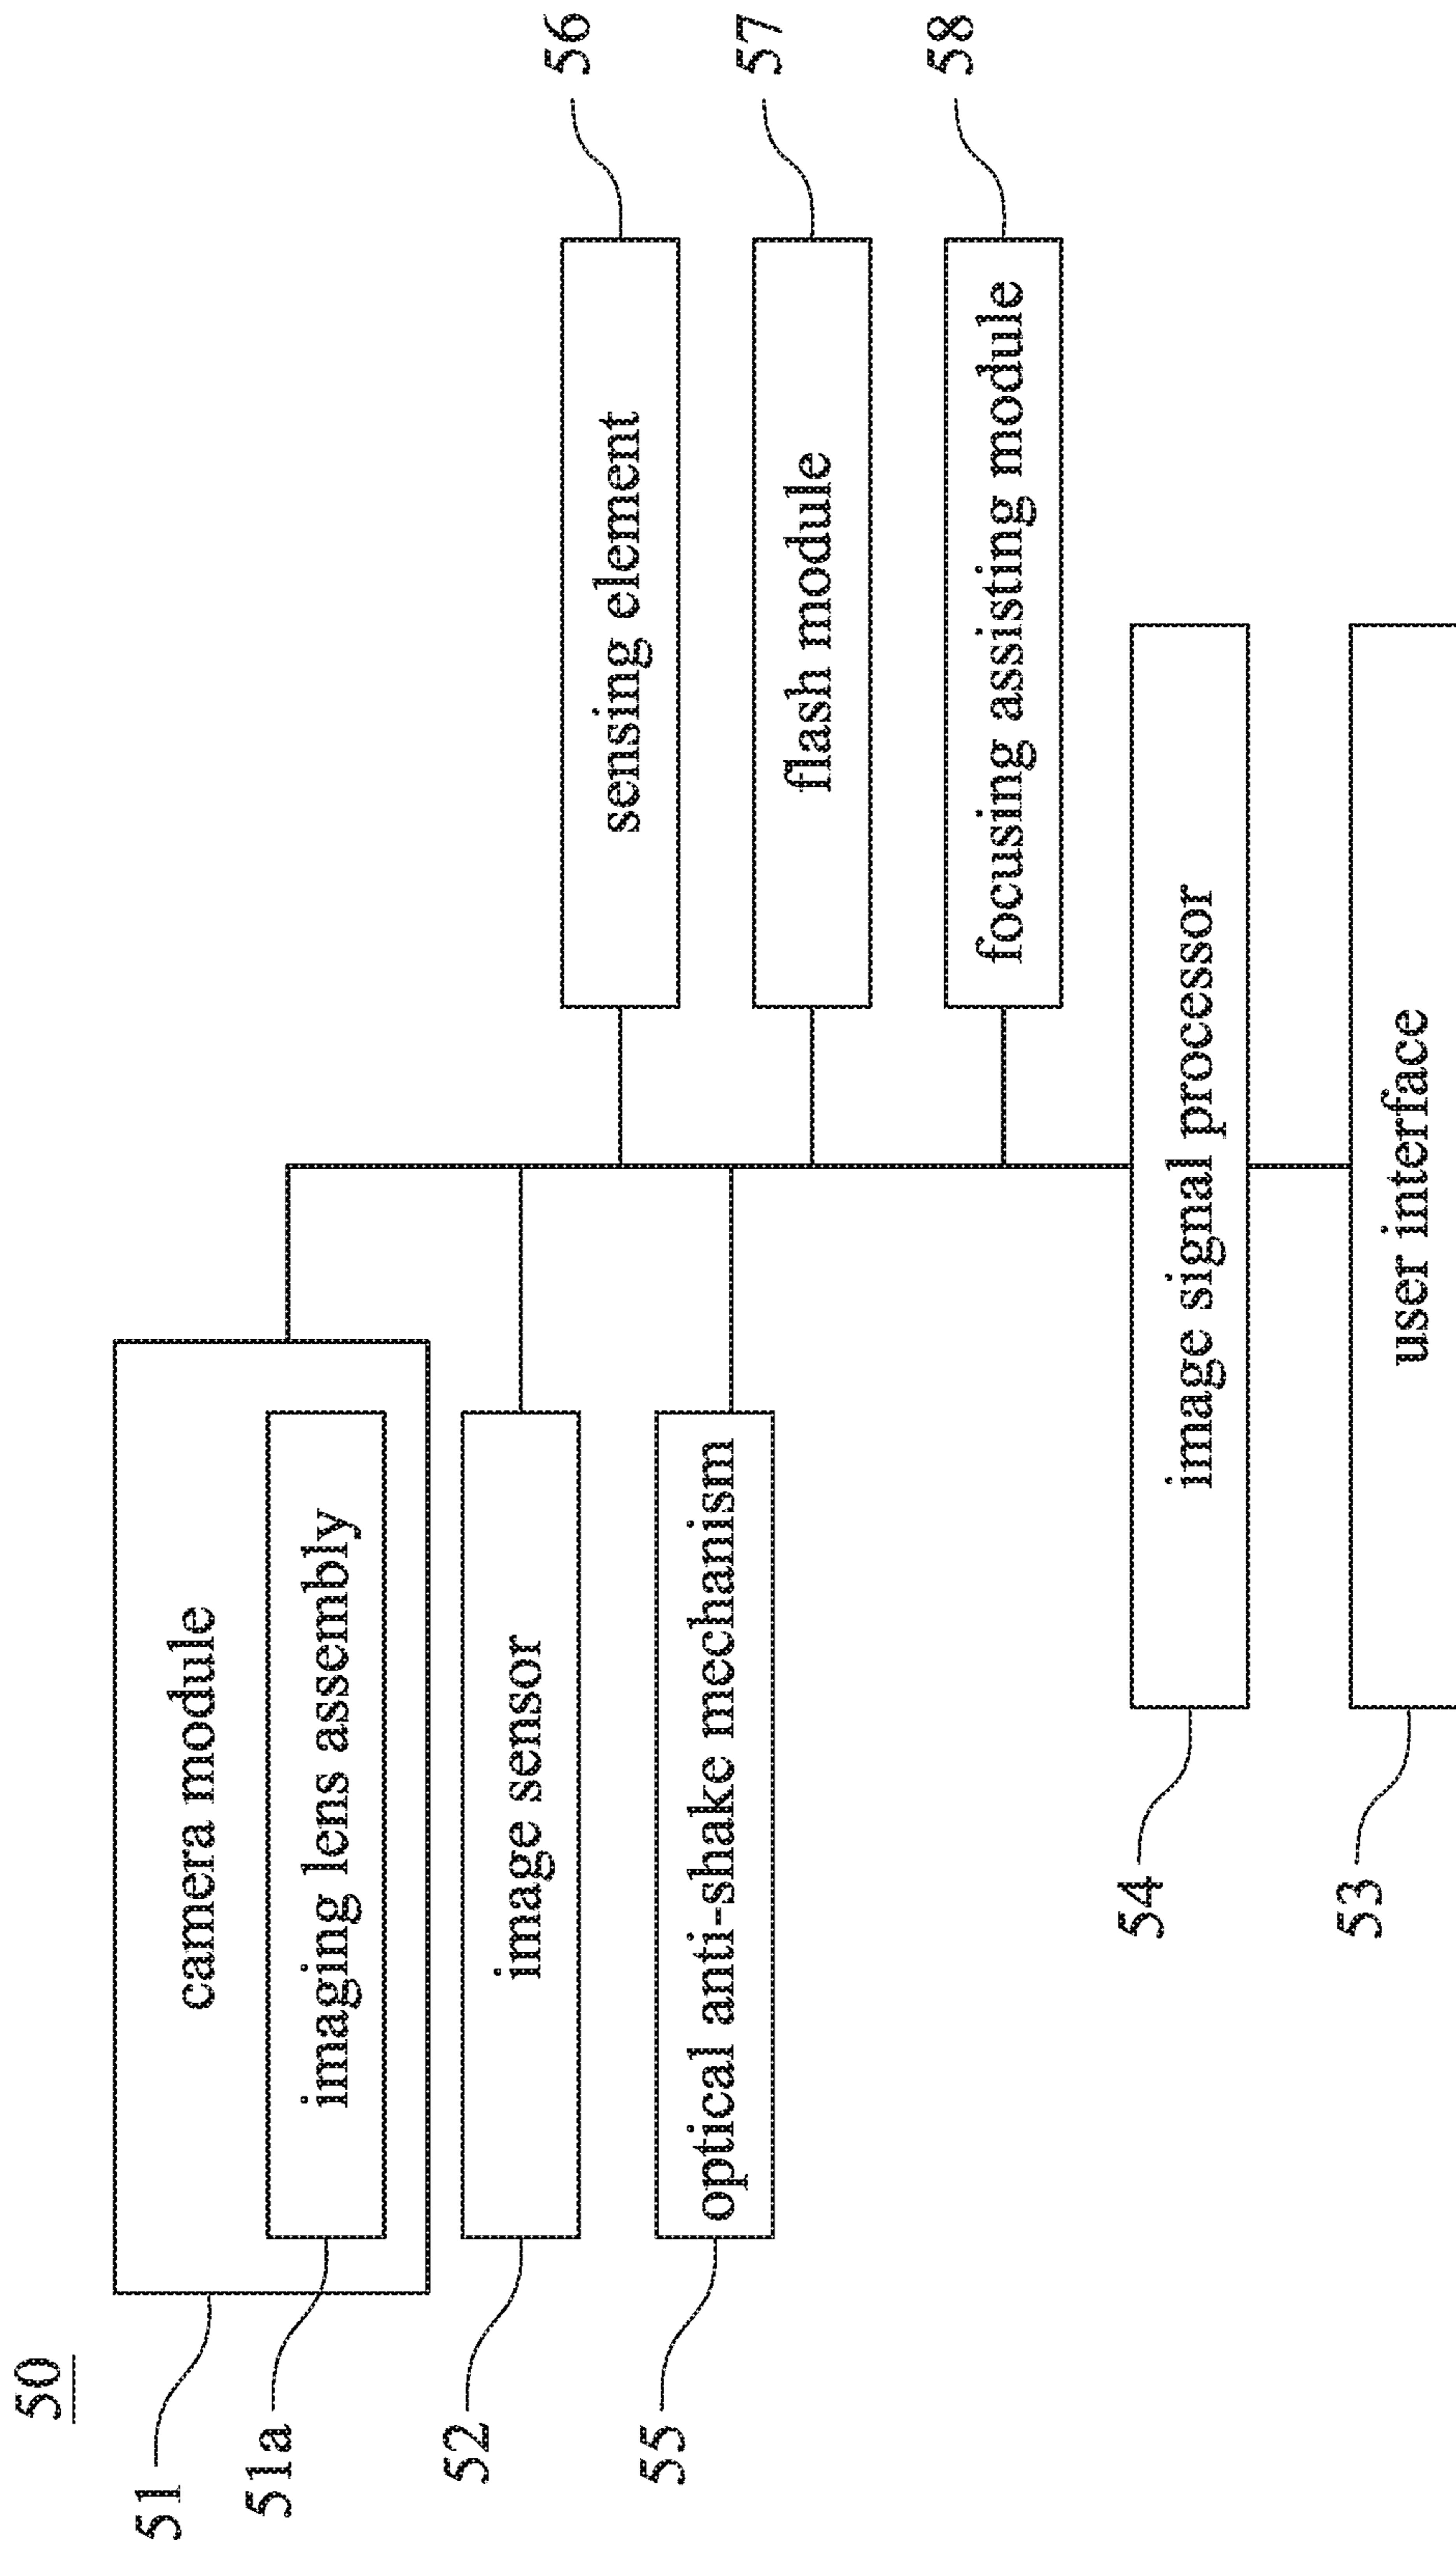 50
51
camera module
51a
imaging lens assembly
52
image sensor
55
optical anti-shake mechanism
sensing element
56
flash module
57
focusing assisting module
58
54
image signal processor
53
user interface